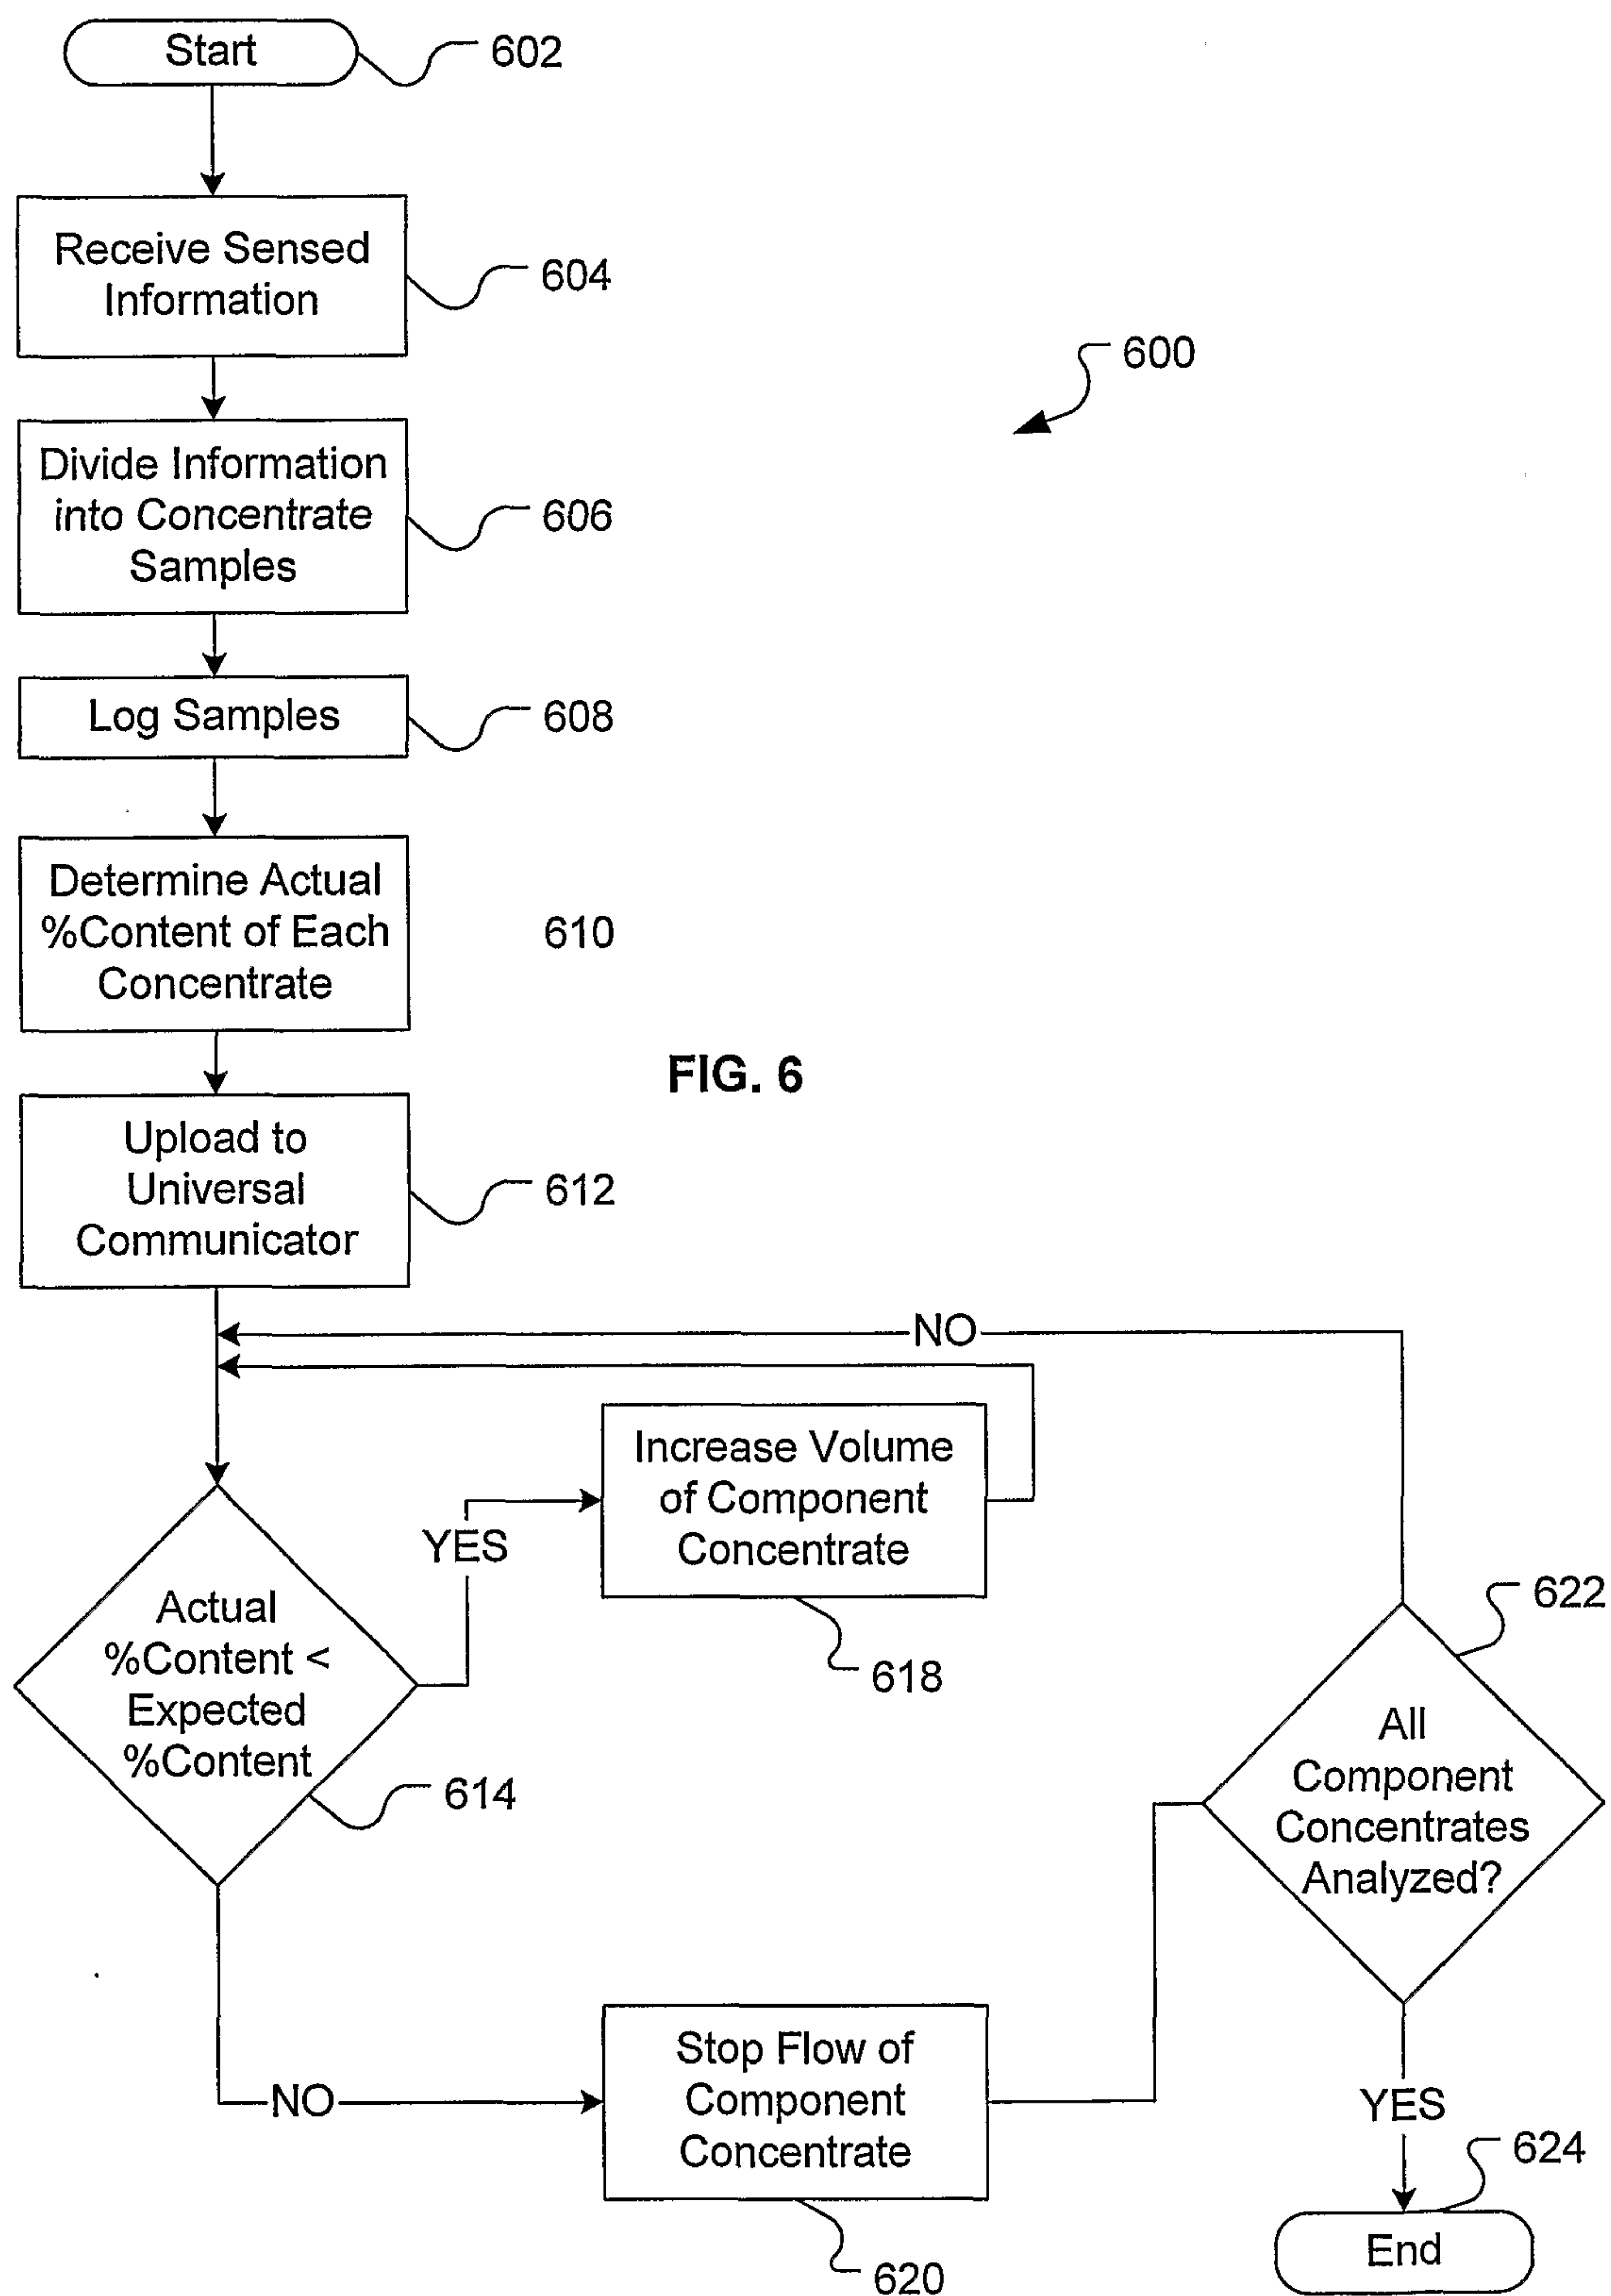 Start
602
Receive Sensed
Information
604
600
Divide Information
into Concentrate
Samples
606
Log Samples
608
Determine Actual
%Content of Each
Concentrate
610
FIG. 6
Upload to
Universal
Communicator
612
NO
Increase Volume
of Component
Concentrate
YES
618
Actual
%Content <
Expected
%Content
614
622
All
Component
Concentrates
Analyzed?
NO
Stop Flow of
Component
Concentrate
620
YES
624
End